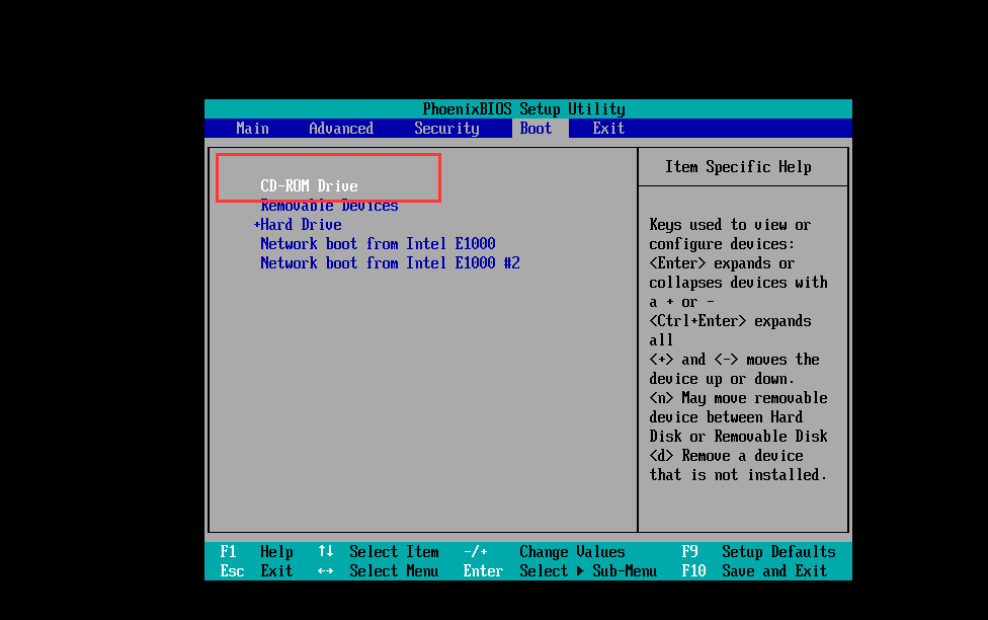 PhoenixBIOS Setup Utility
Main Advanced Security Boot Exit
CD-ROM Drive
Removable Devices
+Hard Drive
Network boot from Intel E1000
Network boot from Intel E1000 #2
Item Specific Help
Keys used to view or
configure devices:
<Enter> expands or
collapses devices with
a + or -
<Ctrl+Enter> expands
all
<+> and <-> moves the
device up or down.
<n> May move removable
device between Hard
Disk or Removable Disk
<d> Remove a device
that is not installed.
F1 Help ↑↓ Select Item -/+ Change Values F9 Setup Defaults
Esc Exit ↔ Select Menu Enter Select ▶ Sub-Menu F10 Save and Exit